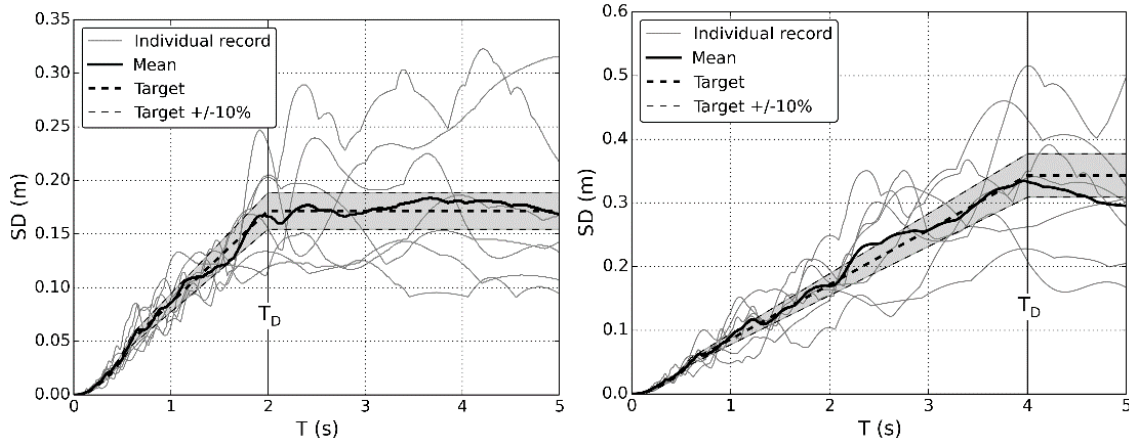 0.35
0.30
0.25
0.20
0.15
0.10
0.05
0.00
SD (m)
Individual record
Mean
Target
Target +/-10%
T_D
0 1 2 3 4 5
T (s)
0.6
0.5
0.4
0.3
0.2
0.1
0.0
SD (m)
Individual record
Mean
Target
Target +/-10%
T_D
0 1 2 3 4 5
T (s)